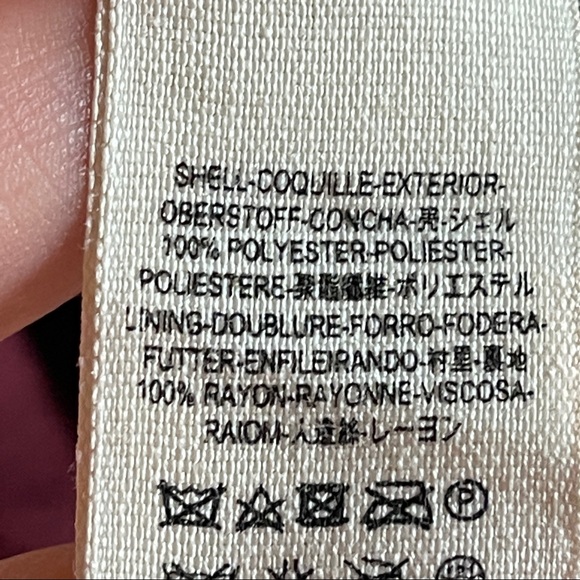 SHELL-COQUILLE-EXTERIOR-
OBERSTOFF-CONCHA-壳-シェル
100% POLYESTER-POLIESTER-
POLIESTERE-聚酯纖維-ポリエステル
LINING-DOUBLURE-FORRO-FODERA-
FUTTER-ENFILEIRANDO-衬里-裏地
100% RAYON-RAYONNE-VISCOSA-
RAIOM-人造絲-レーヨン
P